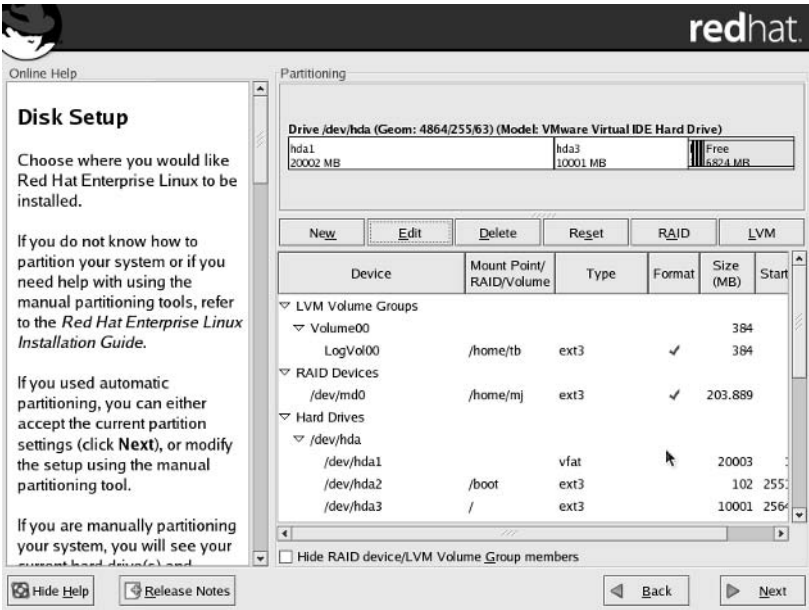 redhat.
Online Help
Disk Setup
Choose where you would like
Red Hat Enterprise Linux to be
installed.
If you do not know how to
partition your system or if you
need help with using the
manual partitioning tools, refer
to the Red Hat Enterprise Linux
Installation Guide.
If you used automatic
partitioning, you can either
accept the current partition
settings (click Next), or modify
the setup using the manual
partitioning tool.
If you are manually partitioning
your system, you will see your
current hard drive(s) and
Partitioning
Drive /dev/hda (Geom: 4864/255/63) (Model: VMware Virtual IDE Hard Drive)
hda1 hda3 Free
20002 MB 10001 MB 6824 MB
New Edit Delete Reset RAID LVM
Device Mount Point/ RAID/Volume Type Format Size (MB) Start
LVM Volume Groups
Volume00 384
LogVol00 /home/tb ext3 384
RAID Devices
/dev/md0 /home/mj ext3 203.889
Hard Drives
/dev/hda
/dev/hda1 vfat 20003
/dev/hda2 /boot ext3 102 255
/dev/hda3 / ext3 10001 2564
Hide RAID device/LVM Volume Group members
Hide Help Release Notes Back Next